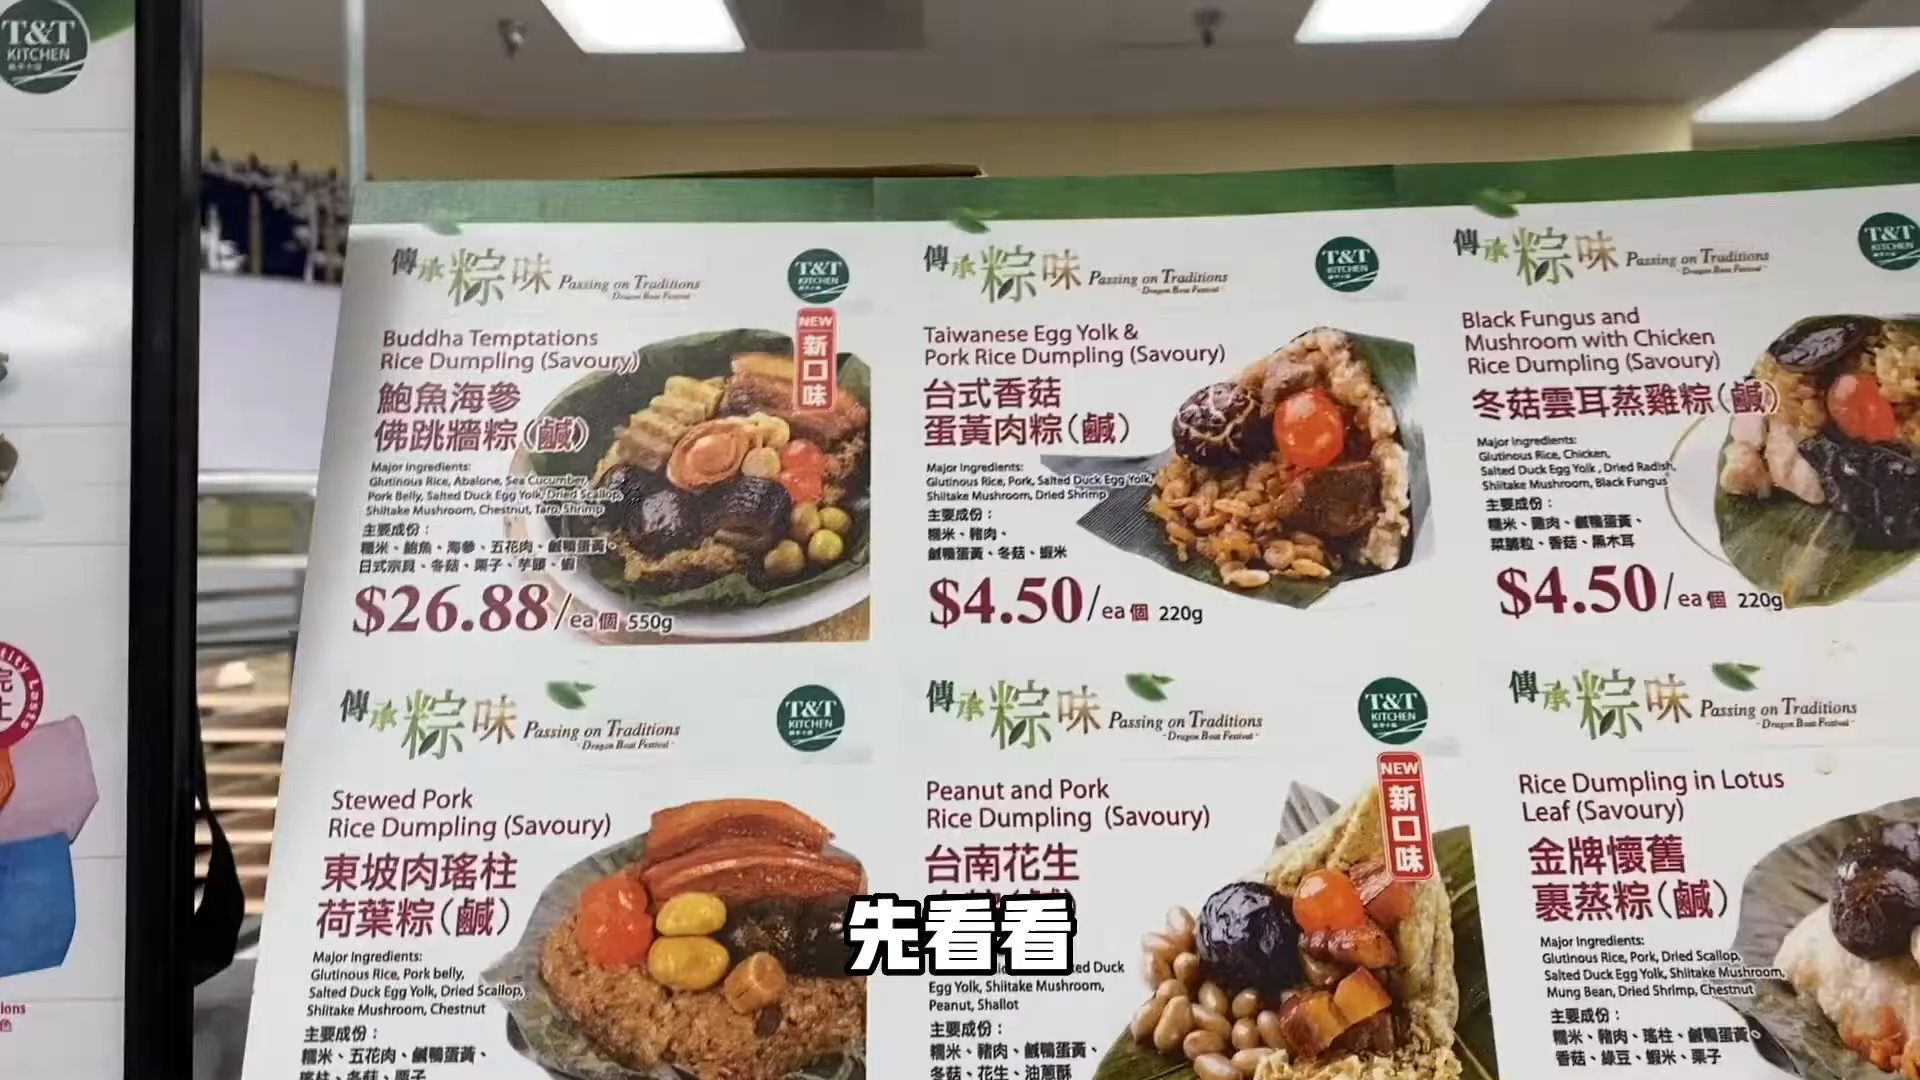 T&T
KITCHEN
傳承粽味 Passing on Traditions
Dragon Boat Festival
T&T
KITCHEN
NEW
新口味
Buddha Temptations
Rice Dumpling (Savoury)
鮑魚海參
佛跳牆粽(鹹)
Major Ingredients:
Glutinous Rice, Abalone, Sea Cucumber,
Pork Belly, Salted Duck Egg Yolk, Dried Scallop,
Shiitake Mushroom, Chestnut, Taro, Shrimp
主要成份：
糯米、鮑魚、海參、五花肉、鹹鴨蛋黃、
日式宗貝、冬菇、栗子、芋頭、蝦
$26.88/ea個 550g
傳承粽味 Passing on Traditions
Dragon Boat Festival
T&T
KITCHEN
Taiwanese Egg Yolk &
Pork Rice Dumpling (Savoury)
台式香菇
蛋黃肉粽(鹹)
Major Ingredients:
Glutinous Rice, Pork, Salted Duck Egg Yolk,
Shiitake Mushroom, Dried Shrimp
主要成份：
糯米、豬肉、
鹹鴨蛋黃、冬菇、蝦米
$4.50/ea個 220g
傳承粽味 Passing on Traditions
Dragon Boat Festival
T&T
KITCHEN
Black Fungus and
Mushroom with Chicken
Rice Dumpling (Savoury)
冬菇雲耳蒸雞粽(鹹)
Major Ingredients:
Glutinous Rice, Chicken,
Salted Duck Egg Yolk, Dried Radish,
Shiitake Mushroom, Black Fungus
主要成份：
糯米、雞肉、鹹鴨蛋黃、
菜脯粒、香菇、黑木耳
$4.50/ea個 220g
傳承粽味 Passing on Traditions
Dragon Boat Festival
T&T
KITCHEN
Stewed Pork
Rice Dumpling (Savoury)
東坡肉瑤柱
荷葉粽(鹹)
Major Ingredients:
Glutinous Rice, Pork belly,
Salted Duck Egg Yolk, Dried Scallop,
Shiitake Mushroom, Chestnut
主要成份：
糯米、五花肉、鹹鴨蛋黃、
瑤柱、冬菇、栗子
傳承粽味 Passing on Traditions
Dragon Boat Festival
T&T
KITCHEN
NEW
新口味
Peanut and Pork
Rice Dumpling (Savoury)
台南花生
Duck
Egg Yolk, Shiitake Mushroom,
Peanut, Shallot
主要成份：
糯米、豬肉、鹹鴨蛋黃、
冬菇、花生、油蔥酥
傳承粽味 Passing on Traditions
Dragon Boat Festival
Rice Dumpling in Lotus
Leaf (Savoury)
金牌懷舊
裹蒸粽(鹹)
Major Ingredients:
Glutinous Rice, Pork, Dried Scallop,
Salted Duck Egg Yolk, Shiitake Mushroom,
Mung Bean, Dried Shrimp, Chestnut
主要成份：
糯米、豬肉、瑤柱、鹹鴨蛋黃、
香菇、綠豆、蝦米、栗子
先看看